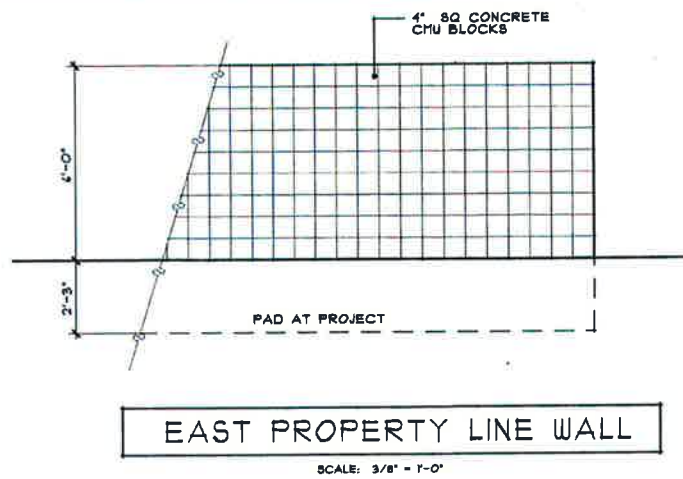 4" SQ CONCRETE
CMU BLOCKS
6'-0"
2'-3"
PAD AT PROJECT
EAST PROPERTY LINE WALL
SCALE: 3/8" = 1'-0"